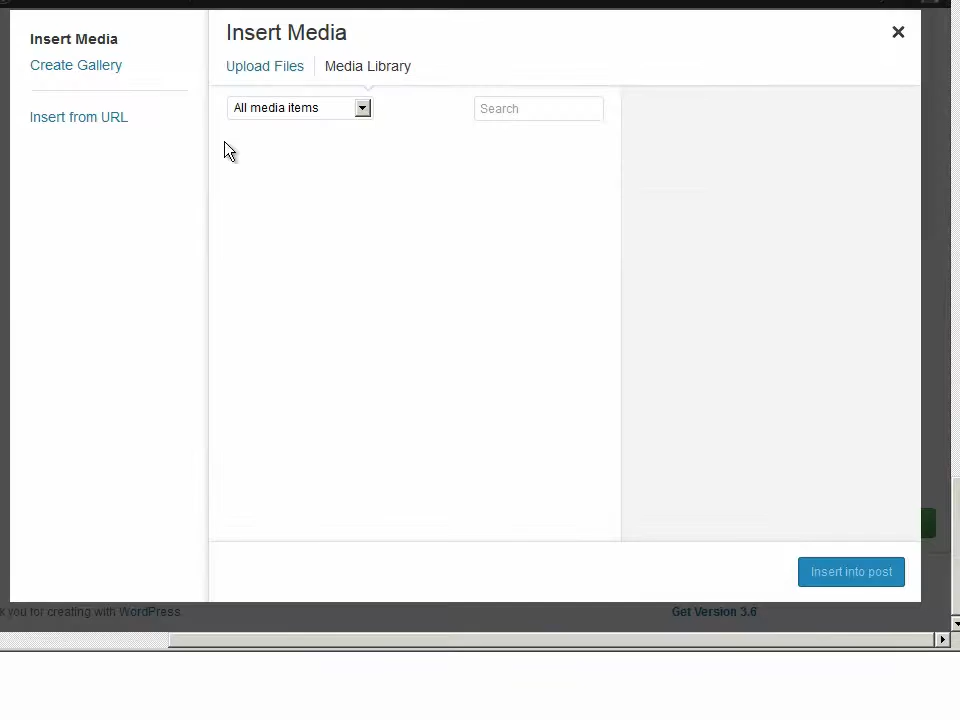 Insert Media
Create Gallery
Insert from URL
Insert Media
Upload Files
Media Library
All media items
Search
Insert into post
k you for creating with WordPress
Get Version 3.6